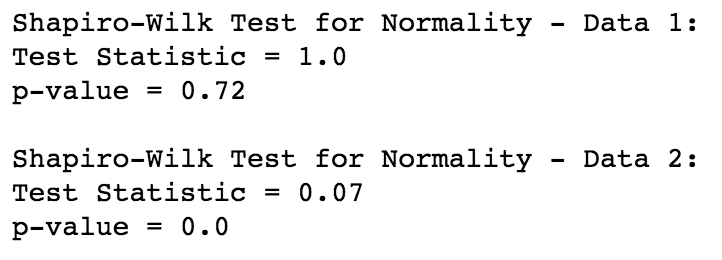 Shapiro-Wilk Test for Normality - Data 1:
Test Statistic = 1.0
p-value = 0.72
Shapiro-Wilk Test for Normality - Data 2:
Test Statistic = 0.07
p-value = 0.0